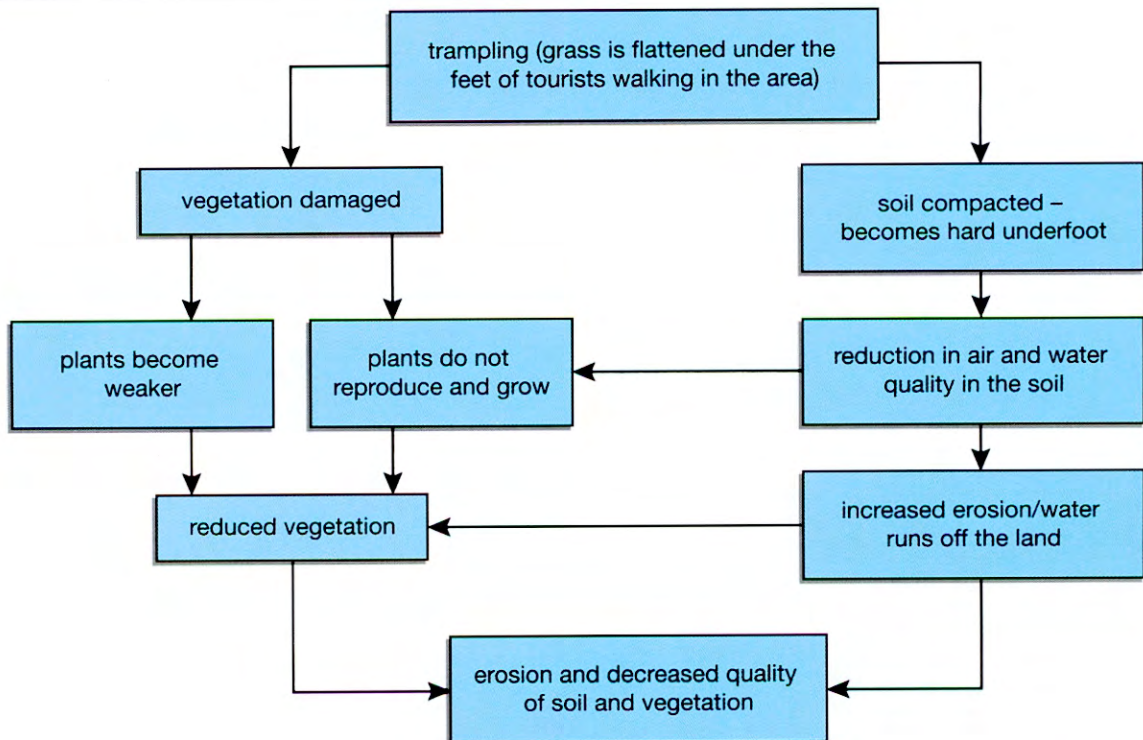 trampling (grass is flattened under the
feet of tourists walking in the area)
vegetation damaged
soil compacted –
becomes hard underfoot
plants become
weaker
plants do not
reproduce and grow
reduction in air and water
quality in the soil
reduced vegetation
increased erosion/water
runs off the land
erosion and decreased quality
of soil and vegetation